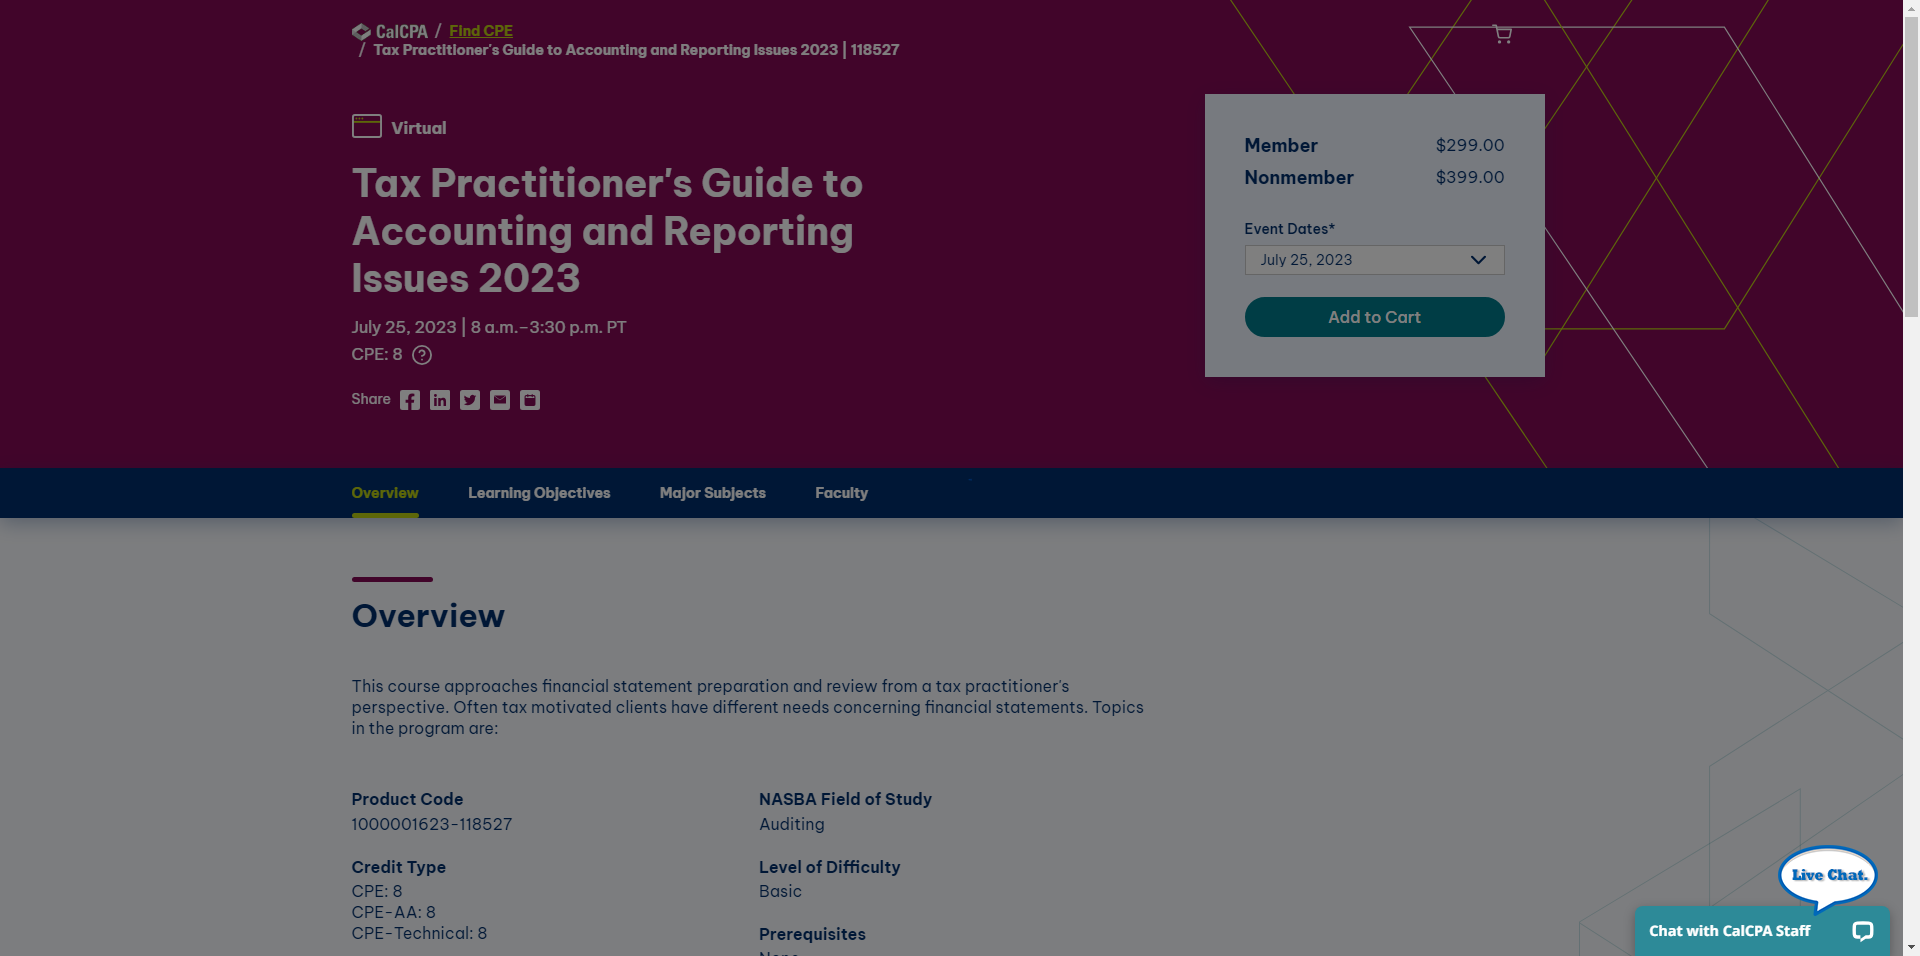 CalCPA / Find CPE
/ Tax Practitioner's Guide to Accounting and Reporting Issues 2023 | 118527
Virtual
Tax Practitioner's Guide to
Accounting and Reporting
Issues 2023
July 25, 2023 | 8 a.m.–3:30 p.m. PT
CPE: 8
Share
Member $299.00
Nonmember $399.00
Event Dates*
July 25, 2023
Add to Cart
Overview Learning Objectives Major Subjects Faculty
Overview
This course approaches financial statement preparation and review from a tax practitioner's
perspective. Often tax motivated clients have different needs concerning financial statements. Topics
in the program are:
Product Code
1000001623-118527
Credit Type
CPE: 8
CPE-AA: 8
CPE-Technical: 8
NASBA Field of Study
Auditing
Level of Difficulty
Basic
Prerequisites
Live Chat.
Chat with CalCPA Staff